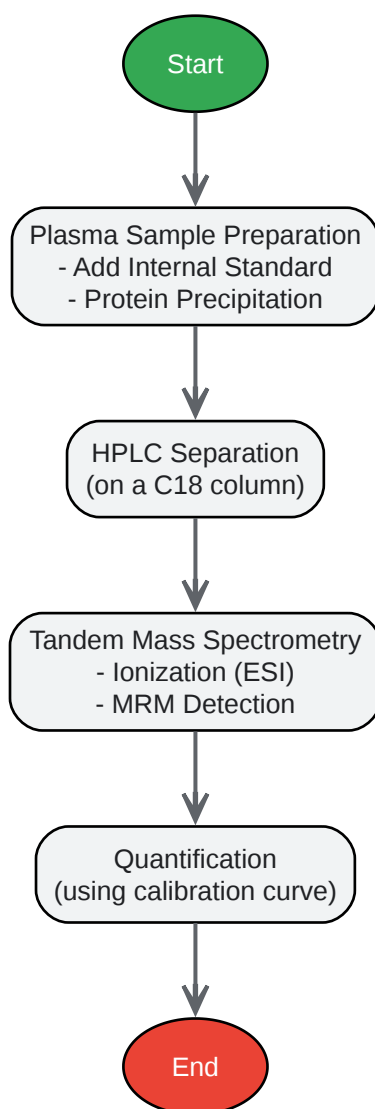 Start
Plasma Sample Preparation
- Add Internal Standard
- Protein Precipitation
HPLC Separation
(on a C18 column)
Tandem Mass Spectrometry
- Ionization (ESI)
- MRM Detection
Quantification
(using calibration curve)
End